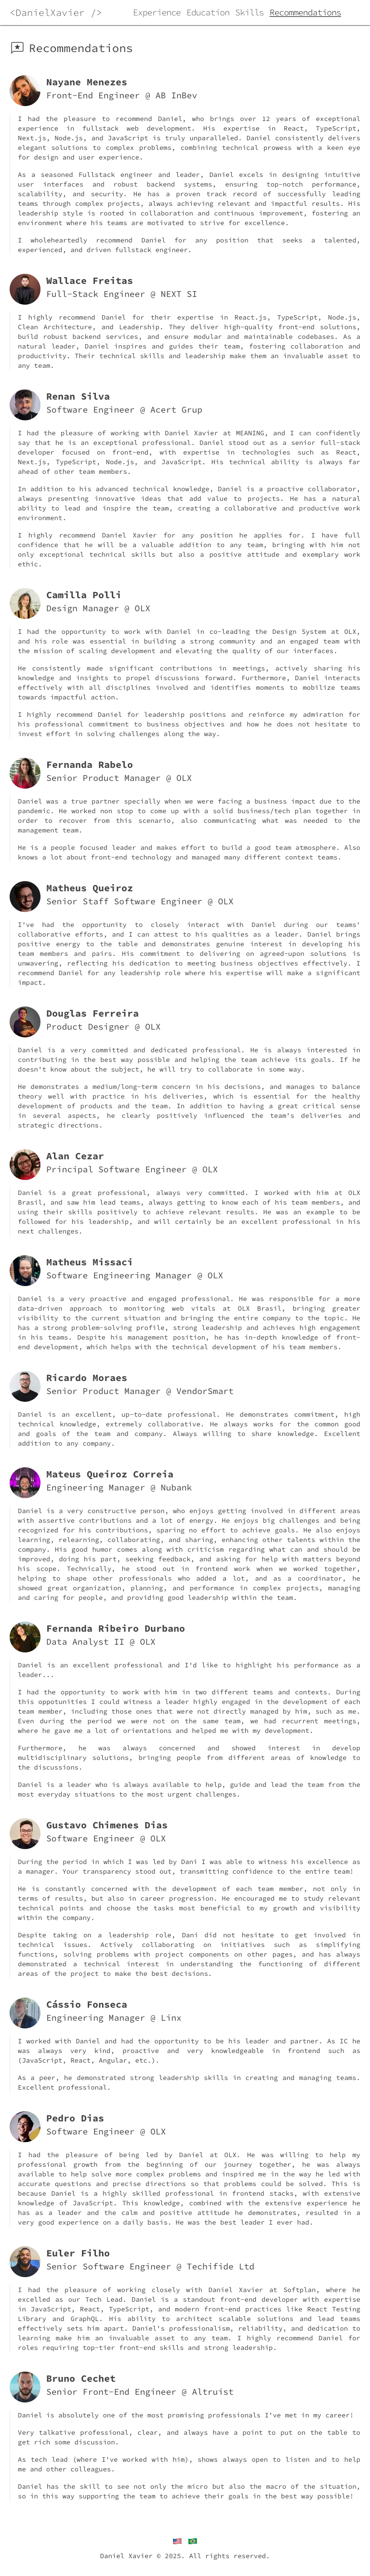 <DanielXavier />
Experience Education Skills Recommendations
Recommendations
Nayane Menezes
Front-End Engineer @ AB InBev
I had the pleasure to recommend Daniel, who brings over 12 years of exceptional
experience in fullstack web development. His expertise in React, TypeScript,
Next.js, Node.js, and JavaScript is truly unparalleled. Daniel consistently delivers
elegant solutions to complex problems, combining technical prowess with a keen eye
for design and user experience.
As a seasoned Fullstack engineer and leader, Daniel excels in designing intuitive
user interfaces and robust backend systems, ensuring top-notch performance,
scalability, and security. He has a proven track record of successfully leading
teams through complex projects, always achieving relevant and impactful results. His
leadership style is rooted in collaboration and continuous improvement, fostering an
environment where his teams are motivated to strive for excellence.
I wholeheartedly recommend Daniel for any position that seeks a talented,
experienced, and driven fullstack engineer.
Wallace Freitas
Full-Stack Engineer @ NEXT SI
I highly recommend Daniel for their expertise in React.js, TypeScript, Node.js,
Clean Architecture, and Leadership. They deliver high-quality front-end solutions,
build robust backend services, and ensure modular and maintainable codebases. As a
natural leader, Daniel inspires and guides their team, fostering collaboration and
productivity. Their technical skills and leadership make them an invaluable asset to
any team.
Renan Silva
Software Engineer @ Acert Grup
I had the pleasure of working with Daniel Xavier at MEANING, and I can confidently
say that he is an exceptional professional. Daniel stood out as a senior full-stack
developer focused on front-end, with expertise in technologies such as React,
Next.js, TypeScript, Node.js, and JavaScript. His technical ability is always far
ahead of other team members.
In addition to his advanced technical knowledge, Daniel is a proactive collaborator,
always presenting innovative ideas that add value to projects. He has a natural
ability to lead and inspire the team, creating a collaborative and productive work
environment.
I highly recommend Daniel Xavier for any position he applies for. I have full
confidence that he will be a valuable addition to any team, bringing with him not
only exceptional technical skills but also a positive attitude and exemplary work
ethic.
Camilla Polli
Design Manager @ OLX
I had the opportunity to work with Daniel in co-leading the Design System at OLX,
and his role was essential in building a strong community and an engaged team with
the mission of scaling development and elevating the quality of our interfaces.
He consistently made significant contributions in meetings, actively sharing his
knowledge and insights to propel discussions forward. Furthermore, Daniel interacts
effectively with all disciplines involved and identifies moments to mobilize teams
towards impactful action.
I highly recommend Daniel for leadership positions and reinforce my admiration for
his professional commitment to business objectives and how he does not hesitate to
invest effort in solving challenges along the way.
Fernanda Rabelo
Senior Product Manager @ OLX
Daniel was a true partner specially when we were facing a business impact due to the
pandemic. He worked non stop to come up with a solid business/tech plan together in
order to recover from this scenario, also communicating what was needed to the
management team.
He is a people focused leader and makes effort to build a good team atmosphere. Also
knows a lot about front-end technology and managed many different context teams.
Matheus Queiroz
Senior Staff Software Engineer @ OLX
I've had the opportunity to closely interact with Daniel during our teams'
collaborative efforts, and I can attest to his qualities as a leader. Daniel brings
positive energy to the table and demonstrates genuine interest in developing his
team members and pairs. His commitment to delivering on agreed-upon solutions is
unwavering, reflecting his dedication to meeting business objectives effectively. I
recommend Daniel for any leadership role where his expertise will make a significant
impact.
Douglas Ferreira
Product Designer @ OLX
Daniel is a very committed and dedicated professional. He is always interested in
contributing in the best way possible and helping the team achieve its goals. If he
doesn't know about the subject, he will try to collaborate in some way.
He demonstrates a medium/long-term concern in his decisions, and manages to balance
theory well with practice in his deliveries, which is essential for the healthy
development of products and the team. In addition to having a great critical sense
in several aspects, he clearly positively influenced the team's deliveries and
strategic directions.
Alan Cezar
Principal Software Engineer @ OLX
Daniel is a great professional, always very committed. I worked with him at OLX
Brasil, and saw him lead teams, always getting to know each of his team members, and
using their skills positively to achieve relevant results. He was an example to be
followed for his leadership, and will certainly be an excellent professional in his
next challenges.
Matheus Missaci
Software Engineering Manager @ OLX
Daniel is a very proactive and engaged professional. He was responsible for a more
data-driven approach to monitoring web vitals at OLX Brasil, bringing greater
visibility to the current situation and bringing the entire company to the topic. He
has a strong problem-solving profile, strong leadership and achieves high engagement
in his teams. Despite his management position, he has in-depth knowledge of front-
end development, which helps with the technical development of his team members.
Ricardo Moraes
Senior Product Manager @ VendorSmart
Daniel is an excellent, up-to-date professional. He demonstrates commitment, high
technical knowledge, extremely collaborative. He always works for the common good
and goals of the team and company. Always willing to share knowledge. Excellent
addition to any company.
Mateus Queiroz Correia
Engineering Manager @ Nubank
Daniel is a very constructive person, who enjoys getting involved in different areas
with assertive contributions and a lot of energy. He enjoys big challenges and being
recognized for his contributions, sparing no effort to achieve goals. He also enjoys
learning, relearning, collaborating, and sharing, enhancing other talents within the
company. His good humor comes along with criticism regarding what can and should be
improved, doing his part, seeking feedback, and asking for help with matters beyond
his scope. Technically, he stood out in frontend work when we worked together,
helping to shape other professionals who added a lot, and as a coordinator, he
showed great organization, planning, and performance in complex projects, managing
and caring for people, and providing good leadership within the team.
Fernanda Ribeiro Durbano
Data Analyst II @ OLX
Daniel is an excellent professional and I'd like to highlight his performance as a
leader...
I had the opportunity to work with him in two different teams and contexts. During
this oppotunities I could witness a leader highly engaged in the development of each
team member, including those ones that were not directly managed by him, such as me.
Even during the period we were not on the same team, we had recurrent meetings,
where he gave me a lot of orientations and helped me with my development.
Furthermore, he was always concerned and showed interest in develop
multidisciplinary solutions, bringing people from different areas of knowledge to
the discussions.
Daniel is a leader who is always available to help, guide and lead the team from the
most everyday situations to the most urgent challenges.
Gustavo Chimenes Dias
Software Engineer @ OLX
During the period in which I was led by Dani I was able to witness his excellence as
a manager. Your transparency stood out, transmitting confidence to the entire team!
He is constantly concerned with the development of each team member, not only in
terms of results, but also in career progression. He encouraged me to study relevant
technical points and choose the tasks most beneficial to my growth and visibility
within the company.
Despite taking on a leadership role, Dani did not hesitate to get involved in
technical issues. Actively collaborating on initiatives such as simplifying
functions, solving problems with project components on other pages, and has always
demonstrated a technical interest in understanding the functioning of different
areas of the project to make the best decisions.
Cássio Fonseca
Engineering Manager @ Linx
I worked with Daniel and had the opportunity to be his leader and partner. As IC he
was always very kind, proactive and very knowledgeable in frontend such as
(JavaScript, React, Angular, etc.).
As a peer, he demonstrated strong leadership skills in creating and managing teams.
Excellent professional.
Pedro Dias
Software Engineer @ OLX
I had the pleasure of being led by Daniel at OLX. He was willing to help my
professional growth from the beginning of our journey together, he was always
available to help solve more complex problems and inspired me in the way he led with
accurate questions and precise directions so that problems could be solved. This is
because Daniel is a highly skilled professional in frontend stacks, with extensive
knowledge of JavaScript. This knowledge, combined with the extensive experience he
has as a leader and the calm and positive attitude he demonstrates, resulted in a
very good experience on a daily basis. He was the best leader I ever had.
Euler Filho
Senior Software Engineer @ Techifide Ltd
I had the pleasure of working closely with Daniel Xavier at Softplan, where he
excelled as our Tech Lead. Daniel is a standout front-end developer with expertise
in JavaScript, React, TypeScript, and modern front-end practices like React Testing
Library and GraphQL. His ability to architect scalable solutions and lead teams
effectively sets him apart. Daniel's professionalism, reliability, and dedication to
learning make him an invaluable asset to any team. I highly recommend Daniel for
roles requiring top-tier front-end skills and strong leadership.
Bruno Cechet
Senior Front-End Engineer @ Altruist
Daniel is absolutely one of the most promising professionals I've met in my career!
Very talkative professional, clear, and always have a point to put on the table to
get rich some discussion.
As tech lead (where I've worked with him), shows always open to listen and to help
me and other colleagues.
Daniel has the skill to see not only the micro but also the macro of the situation,
so in this way supporting the team to achieve their goals in the best way possible!
Daniel Xavier © 2025. All rights reserved.